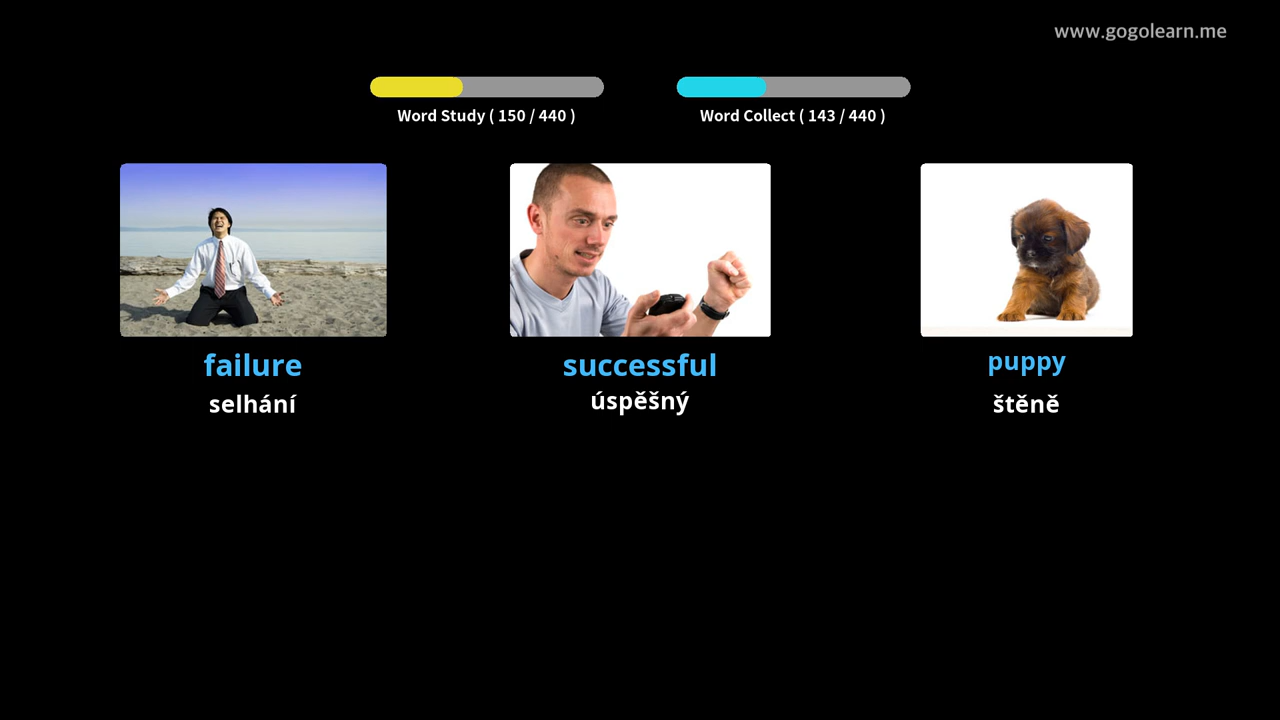 www.gogolearn.me
Word Study ( 150 / 440 )
Word Collect ( 143 / 440 )
failure
selhání
successful
úspěšný
puppy
štěně